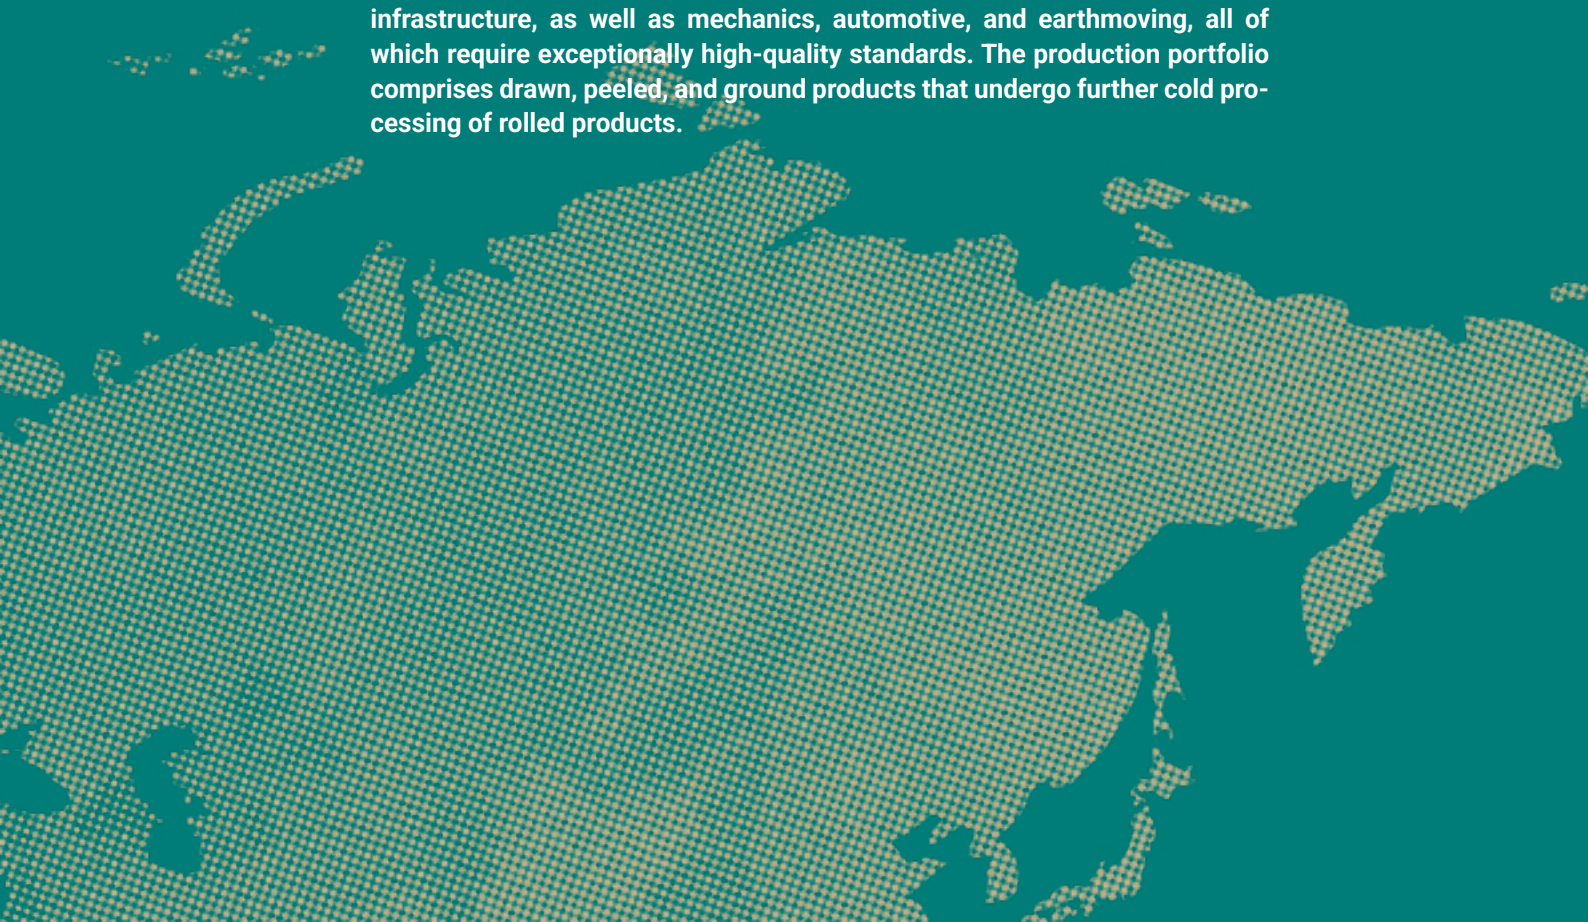 infrastructure, as well as mechanics, automotive, and earthmoving, all of
which require exceptionally high-quality standards. The production portfolio
comprises drawn, peeled, and ground products that undergo further cold pro-
cessing of rolled products.